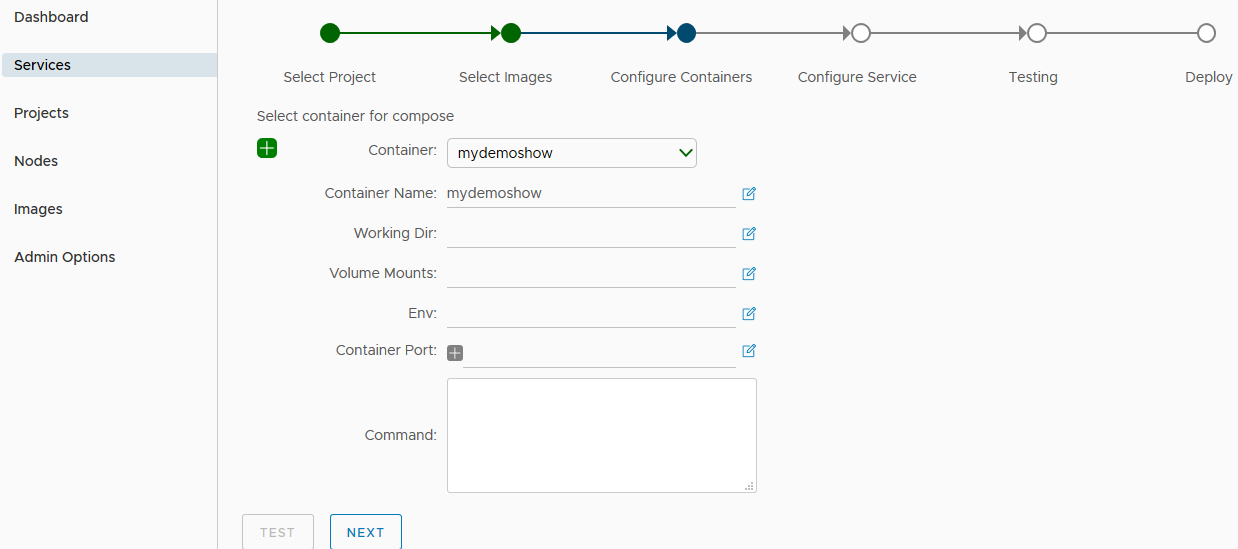 Dashboard
Services
Projects
Nodes
Images
Admin Options
Select Project
Select Images
Configure Containers
Configure Service
Testing
Deploy
Select container for compose
Container: mydemoshow
Container Name: mydemoshow
Working Dir:
Volume Mounts:
Env:
Container Port:
Command:
TEST NEXT